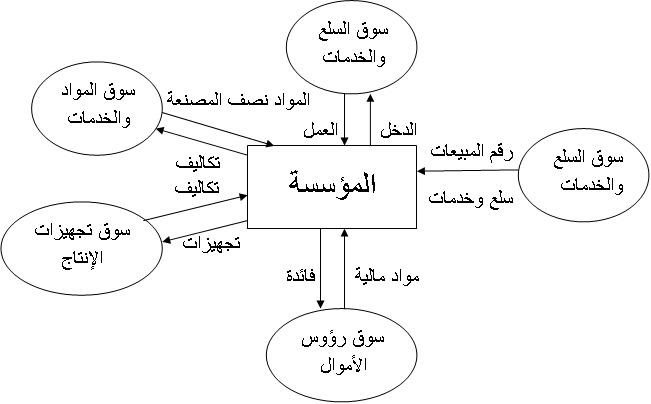 سوق السلع
والخدمات
سوق المواد
والخدمات
المواد نصف المصنعة
العمل
الدخل
تكاليف
تكاليف
المؤسسة
رقم المبيعات
سلع وخدمات
سوق السلع
والخدمات
سوق تجهيزات
الإنتاج
تجهيزات
فائدة
مواد مالية
سوق رؤوس
الأموال